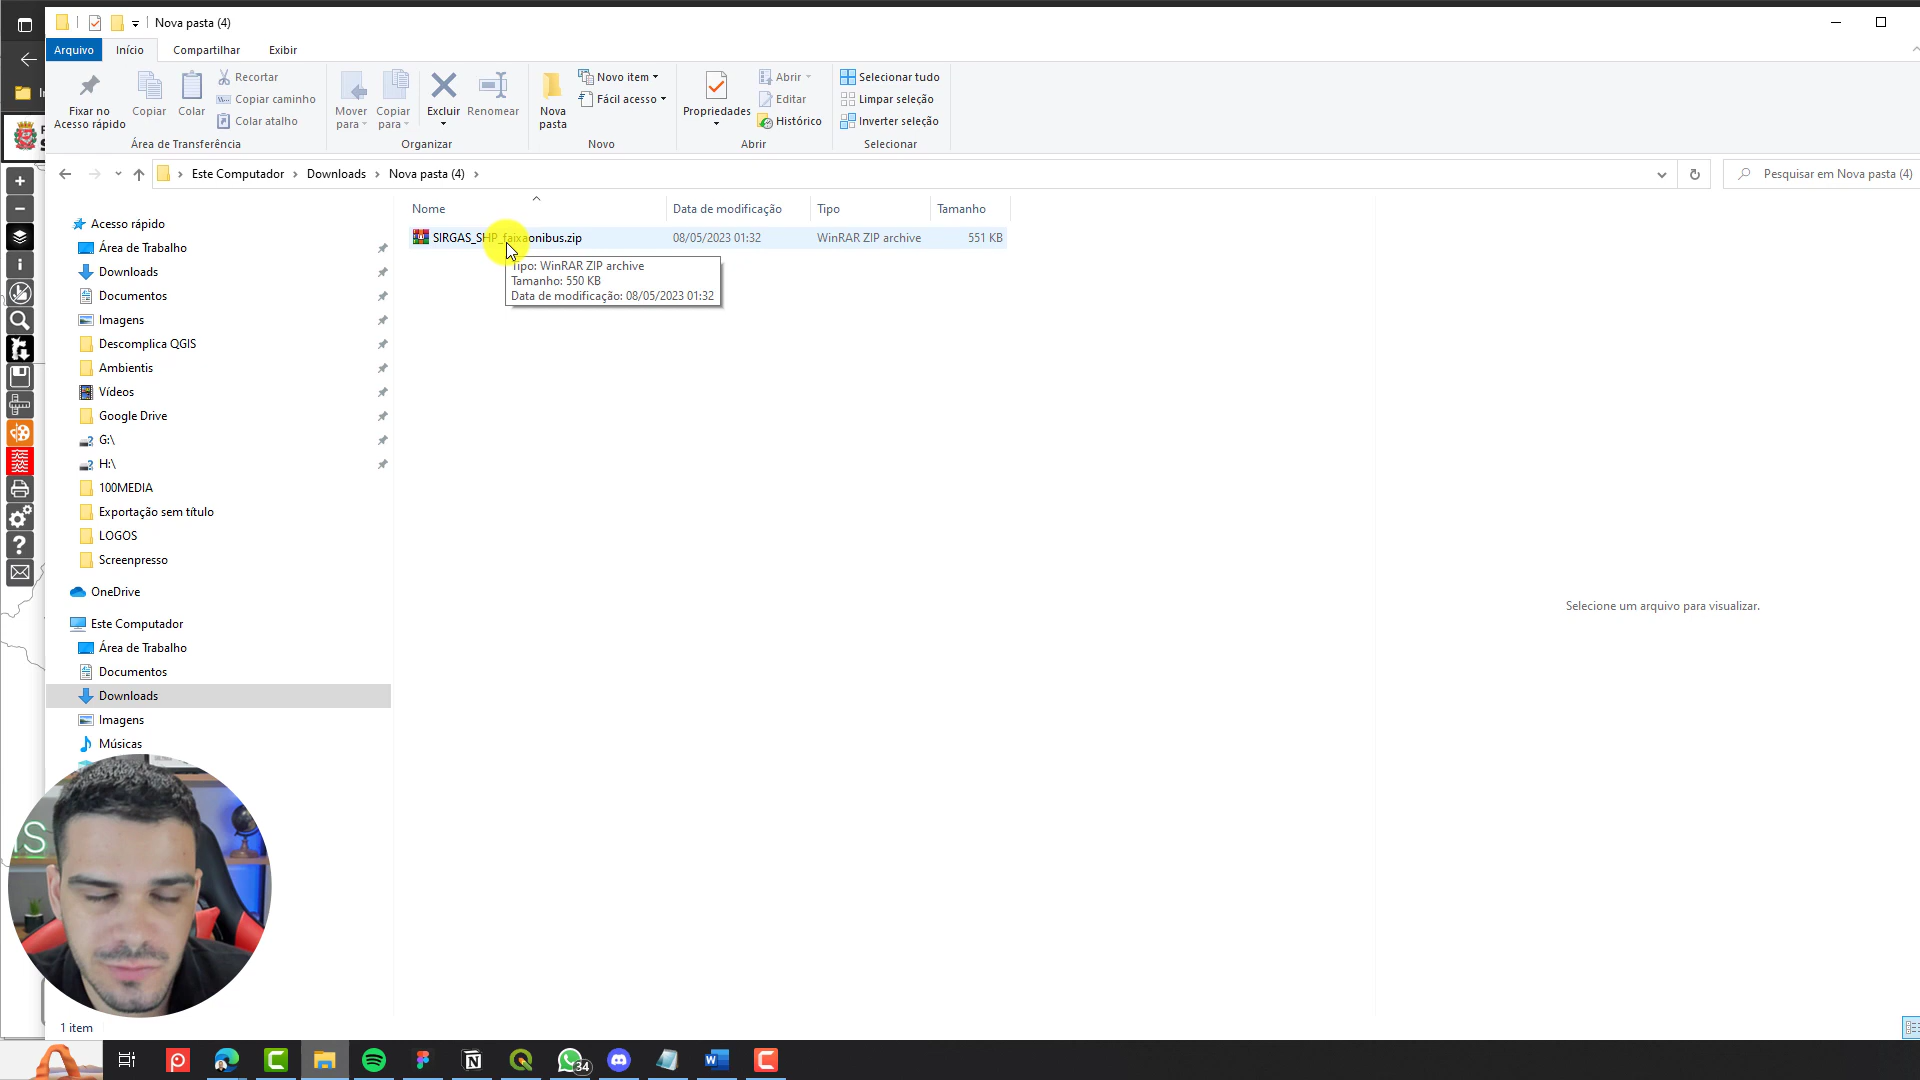 Nova pasta (4)
Arquivo
Início
Compartilhar
Exibir
Fixar no
Acesso rápido
Copiar
Colar
Recortar
Copiar caminho
Colar atalho
Área de Transferência
Mover
para
Copiar
para
Excluir
Renomear
Organizar
Nova
pasta
Novo item
Fácil acesso
Novo
Propriedades
Abrir
Editar
Histórico
Abrir
Selecionar tudo
Limpar seleção
Inverter seleção
Selecionar
Este Computador
Downloads
Nova pasta (4)
Pesquisar em Nova pasta (4)
Nome
Data de modificação
Tipo
Tamanho
SIRGAS_SHP_faixaonibus.zip
08/05/2023 01:32
WinRAR ZIP archive
551 KB
Tipo: WinRAR ZIP archive
Tamanho: 550 KB
Data de modificação: 08/05/2023 01:32
Acesso rápido
Área de Trabalho
Downloads
Documentos
Imagens
Descomplica QGIS
Ambientis
Vídeos
Google Drive
G:\
H:\
100MEDIA
Exportação sem título
LOGOS
Screenpresso
OneDrive
Este Computador
Área de Trabalho
Documentos
Downloads
Imagens
Músicas
Selecione um arquivo para visualizar.
1 item
34